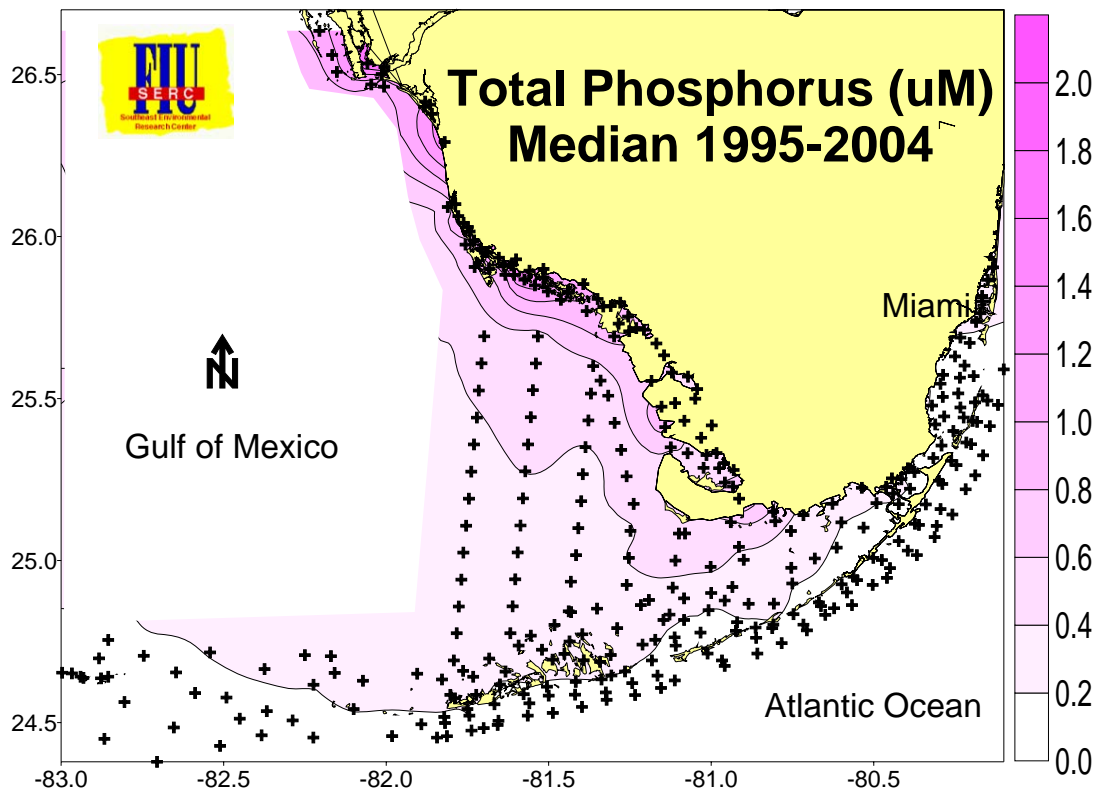 FIU
SERC
Southeast Environmental
Research Center
Total Phosphorus (uM)
Median 1995-2004
Miami
N
Gulf of Mexico
Atlantic Ocean
26.5
26.0
25.5
25.0
24.5
-83.0
-82.5
-82.0
-81.5
-81.0
-80.5
2.0
1.8
1.6
1.4
1.2
1.0
0.8
0.6
0.4
0.2
0.0